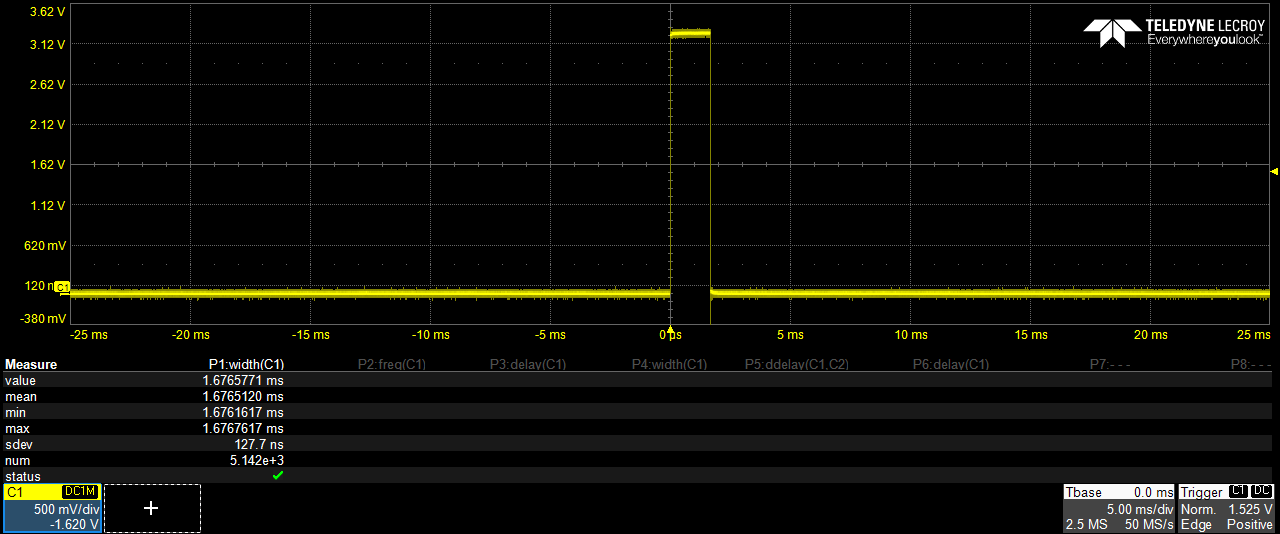 3.62 V
TELEDYNE LECROY
Everywhereyoulook™
3.12 V
2.62 V
2.12 V
1.62 V
1.12 V
620 mV
120 m
C1
-380 mV
-25 ms -20 ms -15 ms -10 ms -5 ms 0 µs 5 ms 10 ms 15 ms 20 ms 25 ms
Measure P1:width(C1) P2:freq(C1) P3:delay(C1) P4:width(C1) P5:ddelay(C1,C2) P6:delay(C1) P7:- - - P8:- - -
value 1.6765771 ms
mean 1.6765120 ms
min 1.6761617 ms
max 1.6767617 ms
sdev 127.7 ns
num 5.142e+3
status
C1 DC1M
500 mV/div
-1.620 V
+
Tbase 0.0 ms
5.00 ms/div
2.5 MS 50 MS/s
Trigger C1 DC
Norm. 1.525 V
Edge Positive